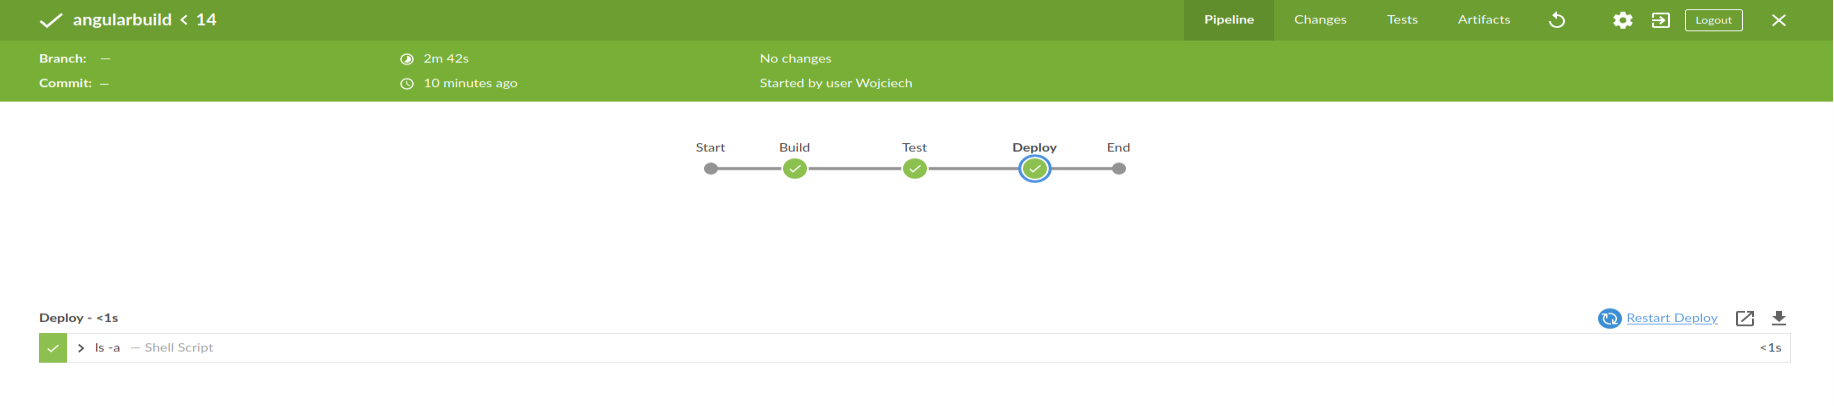 angularbuild < 14
Pipeline Changes Tests Artifacts Logout
Branch: — 2m 42s No changes
Commit: — 10 minutes ago Started by user Wojciech
Start Build Test Deploy End
Deploy - <1s Restart Deploy
ls -a — Shell Script <1s